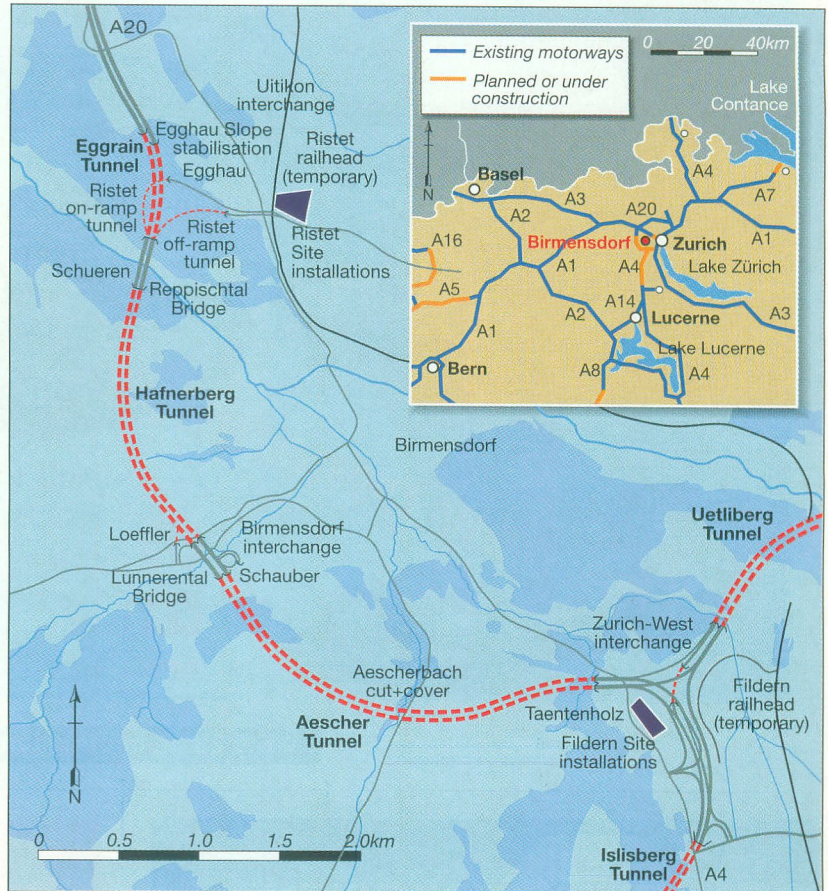 A20
Uitikon
interchange
Eggrain
Tunnel
Egghau Slope
stabilisation
Egghau
Ristet
railhead
(temporary)
Ristet
on-ramp
tunnel
Ristet
off-ramp
tunnel
Ristet
Site
installations
Schueren
Reppischtal
Bridge
Hafnerberg
Tunnel
Birmensdorf
Loeffler
Birmensdorf
interchange
Lunnerental
Bridge
Schauber
Uetliberg
Tunnel
Zurich-West
interchange
Aescherbach
cut+cover
Aescher
Tunnel
Taentenholz
Fildern
railhead
(temporary)
Fildern Site
installations
N
0 0.5 1.0 1.5 2.0km
Islisberg
Tunnel
A4
Existing motorways
Planned or under
construction
0 20 40km
Lake
Contance
N
Basel
A4
A7
A2
A3
A20
A16
Birmensdorf
Zurich
A1
A1
A4
Lake Zürich
A5
A14
A3
A2
Lucerne
A1
Lake Lucerne
Bern
A8
A4